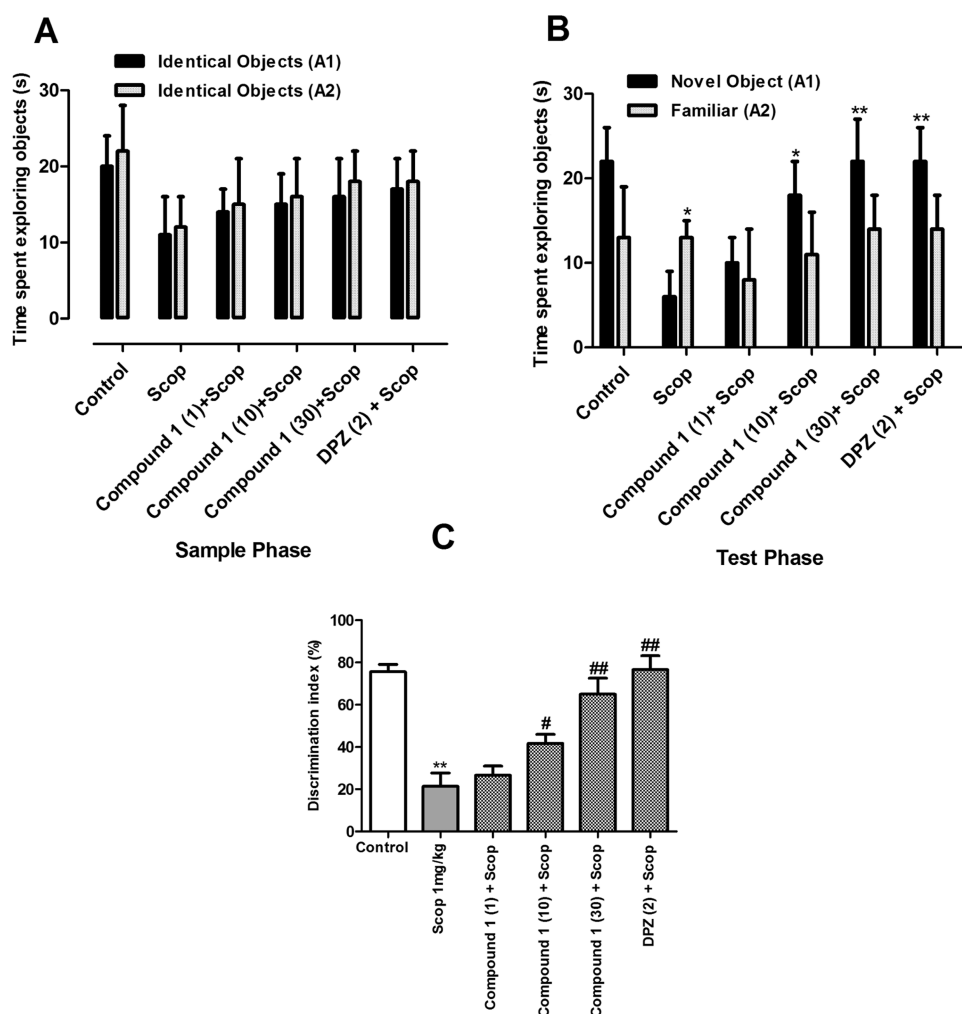 A
Identical Objects (A1)
Identical Objects (A2)
Time spent exploring objects (s)
30
20
10
0
Control
Scop
Compound 1 (1)+Scop
Compound 1 (10)+Scop
Compound 1 (30)+Scop
DPZ (2) + Scop
Sample Phase
B
Novel Object (A1)
Familiar (A2)
Time spent exploring objects (s)
30
20
10
0
*
*
**
**
Control
Scop
Compound 1 (1)+ Scop
Compound 1 (10)+ Scop
Compound 1 (30)+ Scop
DPZ (2) + Scop
Test Phase
C
Discrimination index (%)
100
80
60
40
20
0
**
#
##
##
Control
Scop 1mg/kg
Compound 1 (1) + Scop
Compound 1 (10) + Scop
Compound 1 (30) + Scop
DPZ (2) + Scop